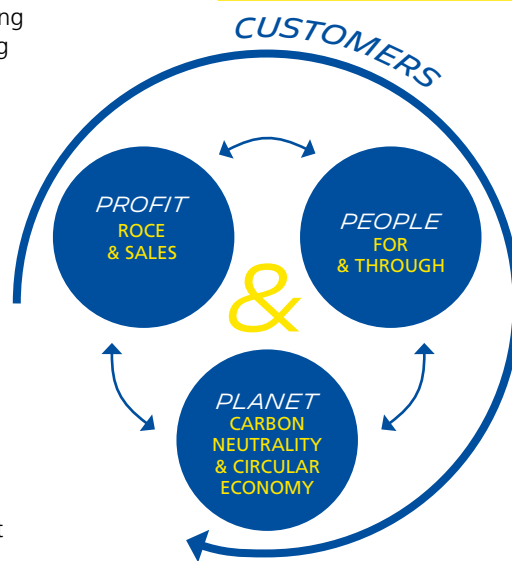 CUSTOMERS
PROFIT
ROCE
& SALES
PEOPLE
FOR
& THROUGH
&
PLANET
CARBON
NEUTRALITY
& CIRCULAR
ECONOMY